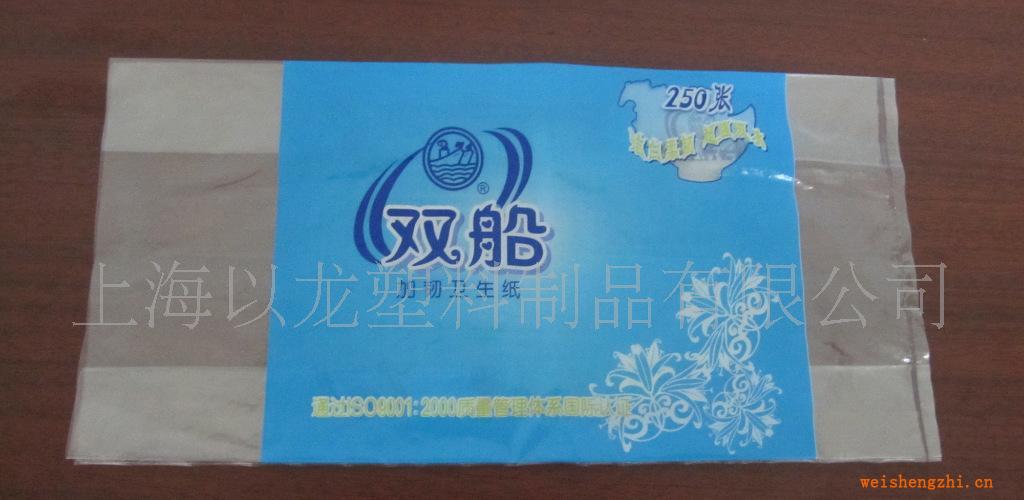 250张
®
双船
加韧卫生纸
上海以龙塑料制品有限公司
通过ISO9001:2000质量管理体系国际认证
weishengzhi.cn